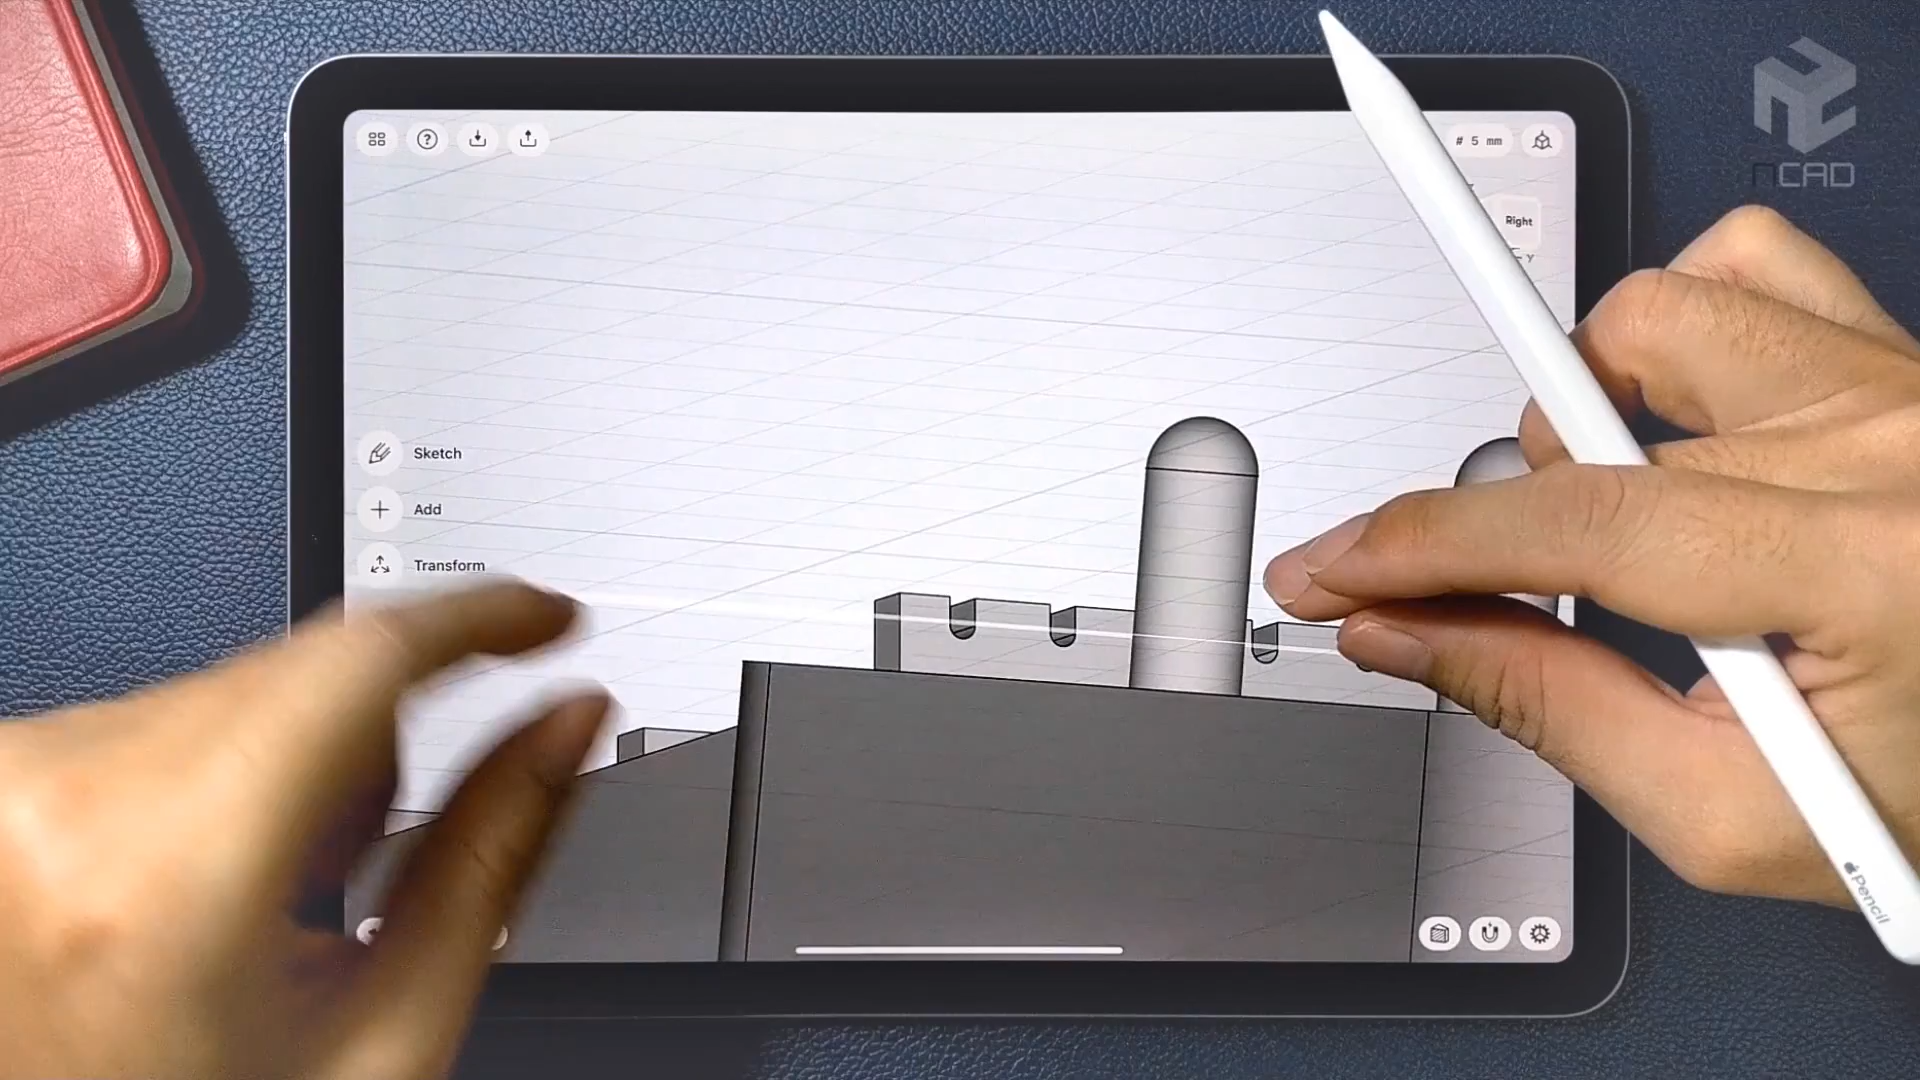 # 5 mm
nCAD
Right
y
Sketch
Add
Transform
Pencil